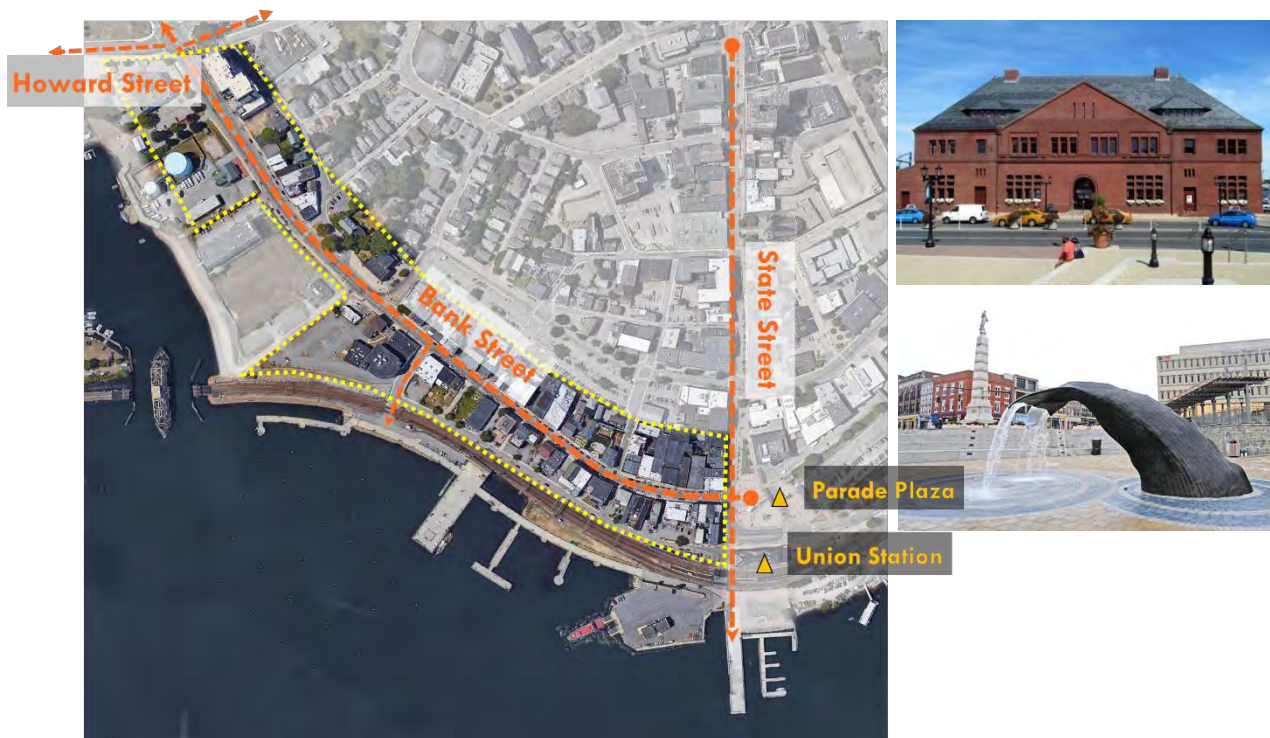 Howard Street
Bank Street
State Street
Parade Plaza
Union Station